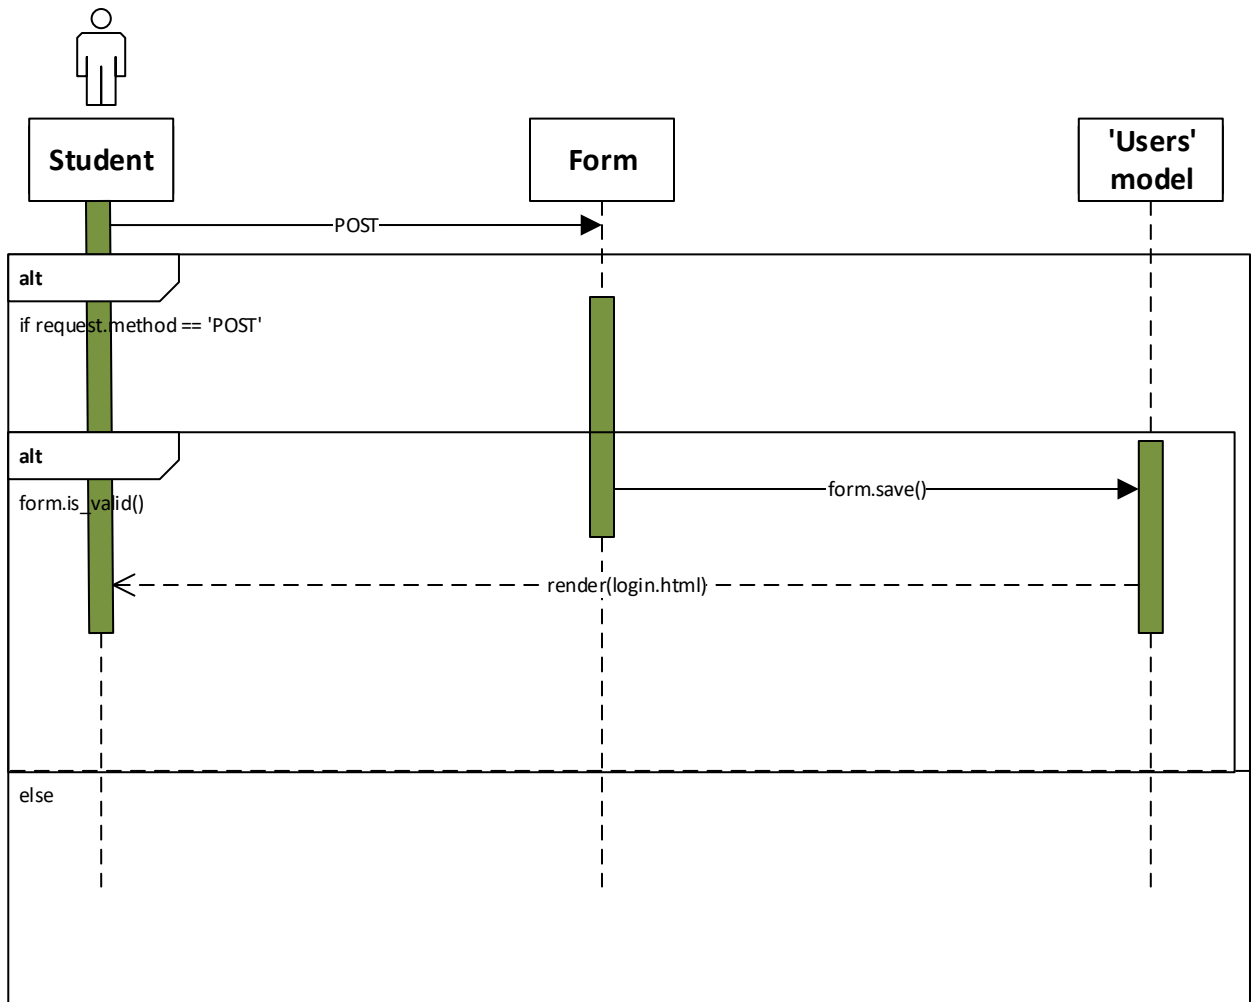 Student
Form
'Users'
model
POST
alt
if request.method == 'POST'
alt
form.is_valid()
form.save()
render(login.html)
else